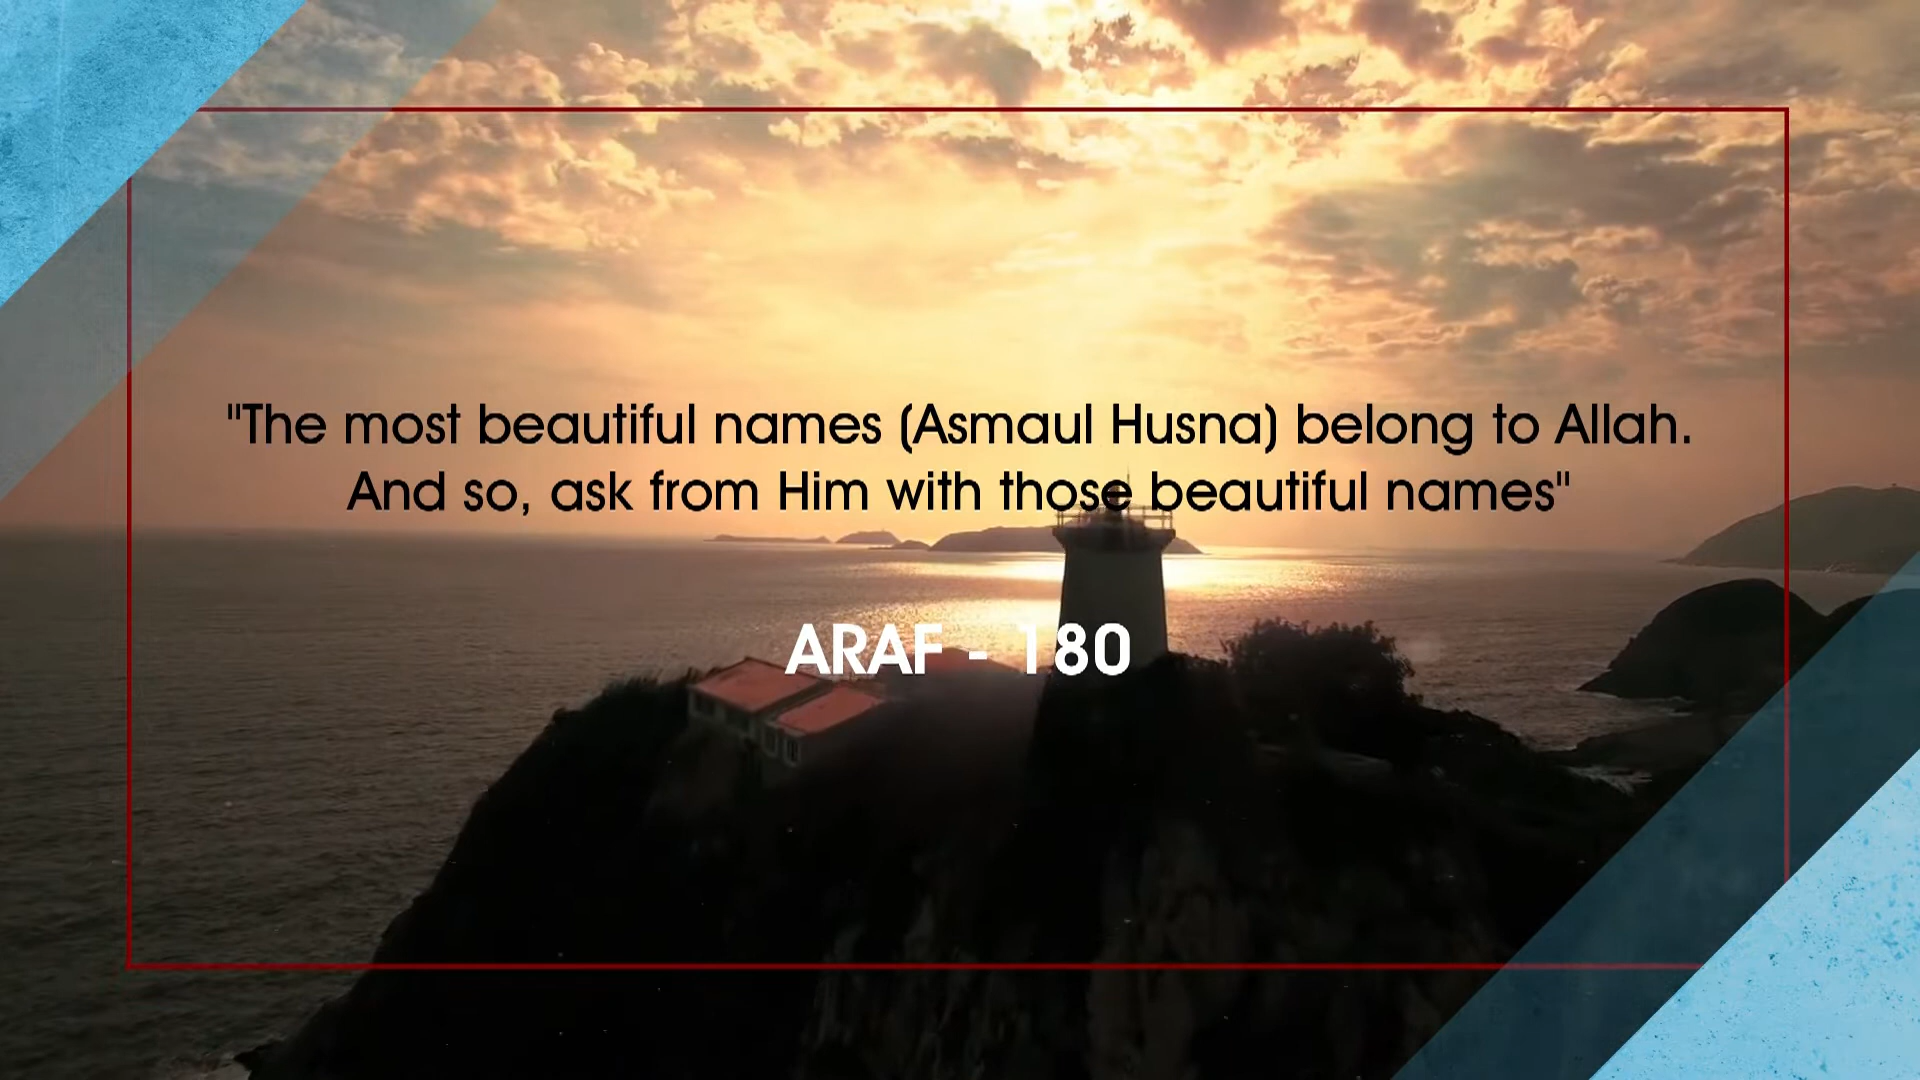 "The most beautiful names (Asmaul Husna) belong to Allah.
And so, ask from Him with those beautiful names"
ARAF - 180